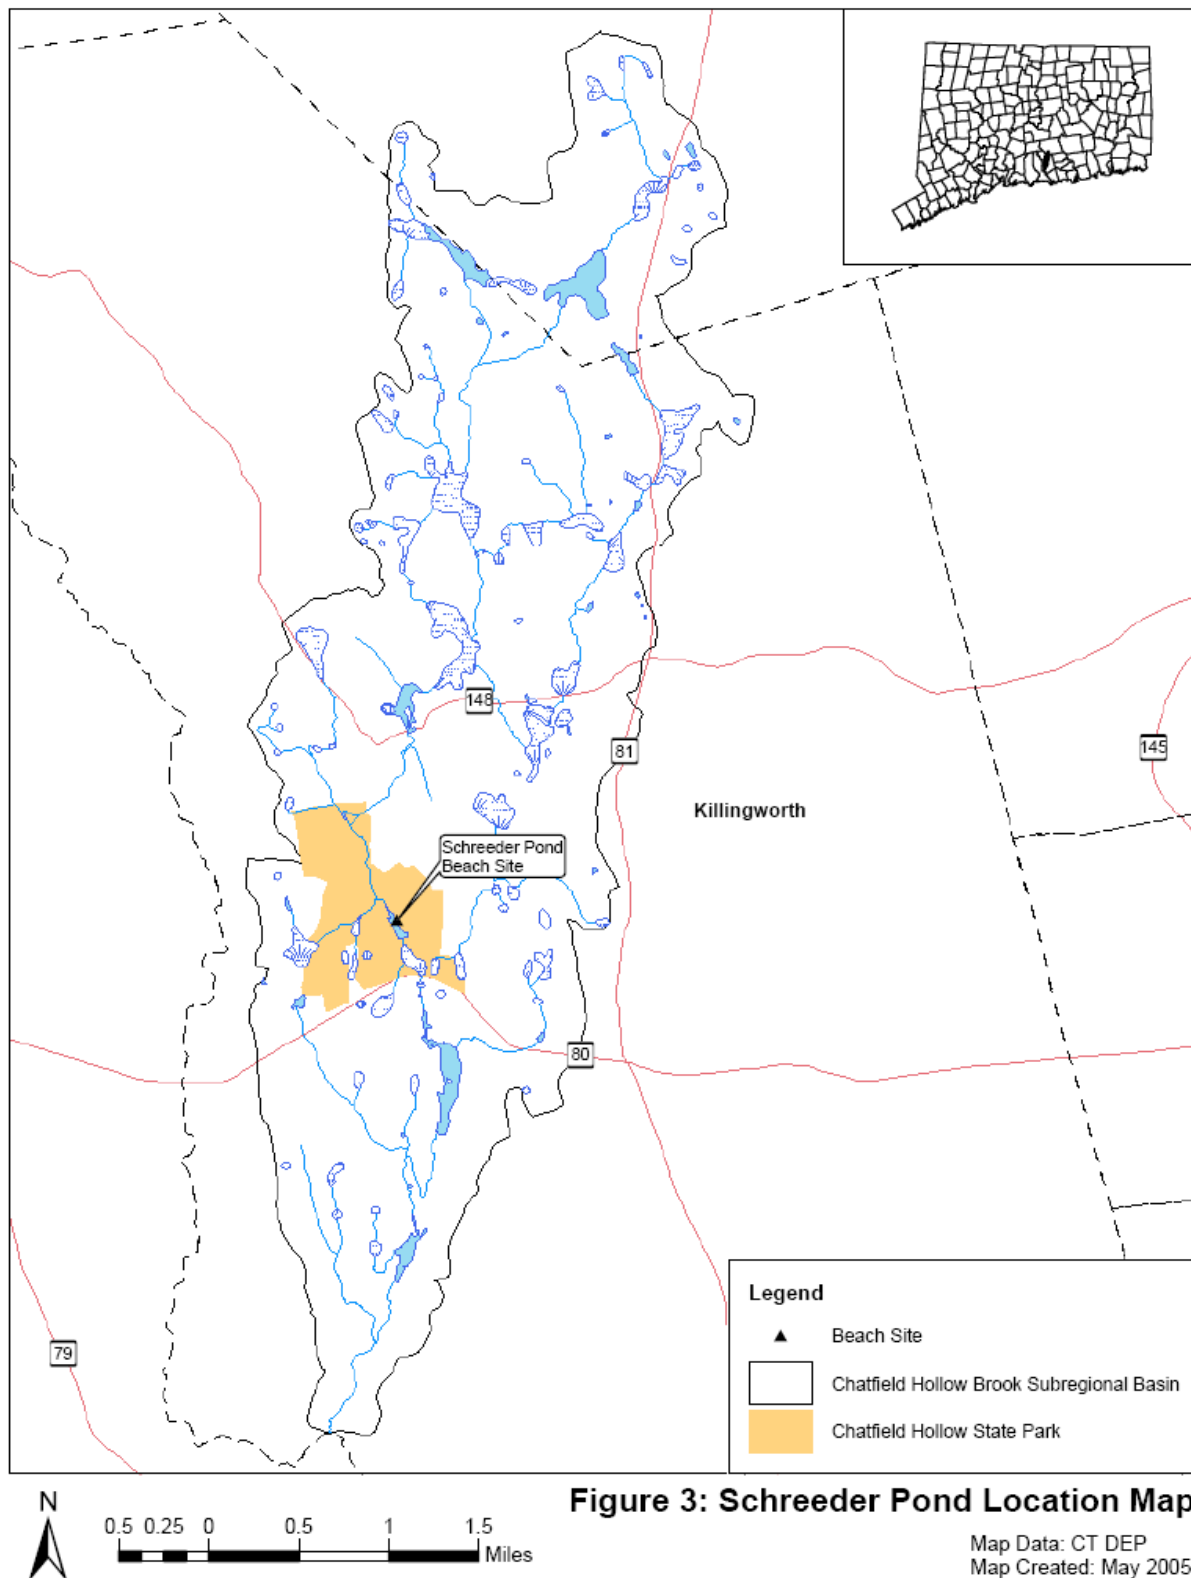 148
81
145
Killingworth
Schreeder Pond
Beach Site
80
79
Legend
Beach Site
Chatfield Hollow Brook Subregional Basin
Chatfield Hollow State Park
Figure 3: Schreeder Pond Location Map
N
0.5 0.25 0 0.5 1 1.5
Miles
Map Data: CT DEP
Map Created: May 2005